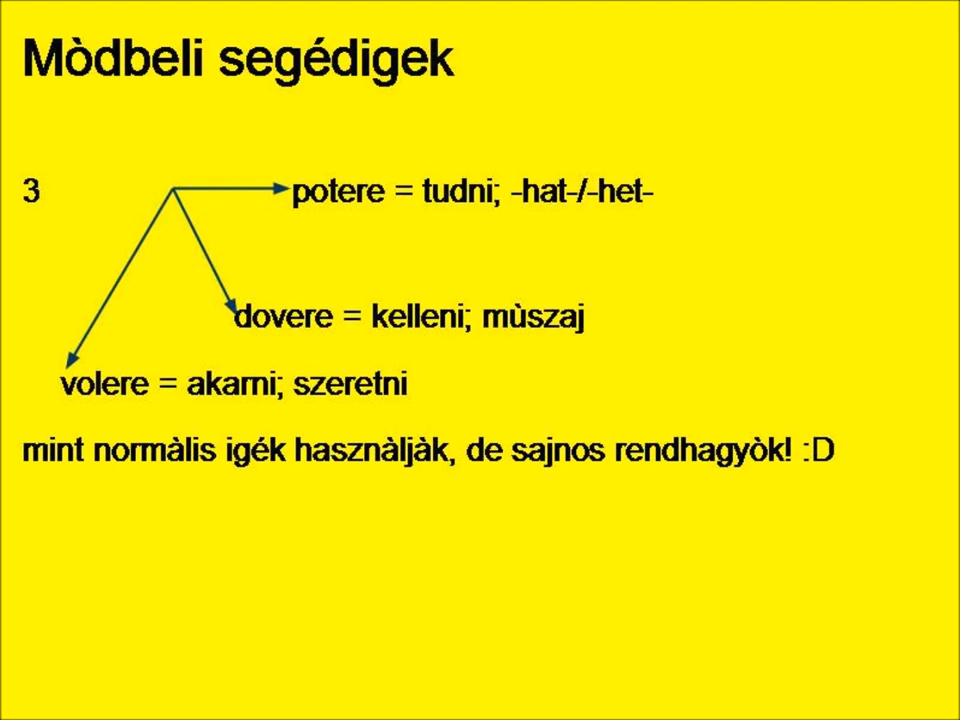 Mòdbeli segédigek
3 potere = tudni; -hat-/-het-
dovere = kelleni; mùszaj
volere = akarni; szeretni
mint normàlis igék hasznàljàk, de sajnos rendhagyòk! :D